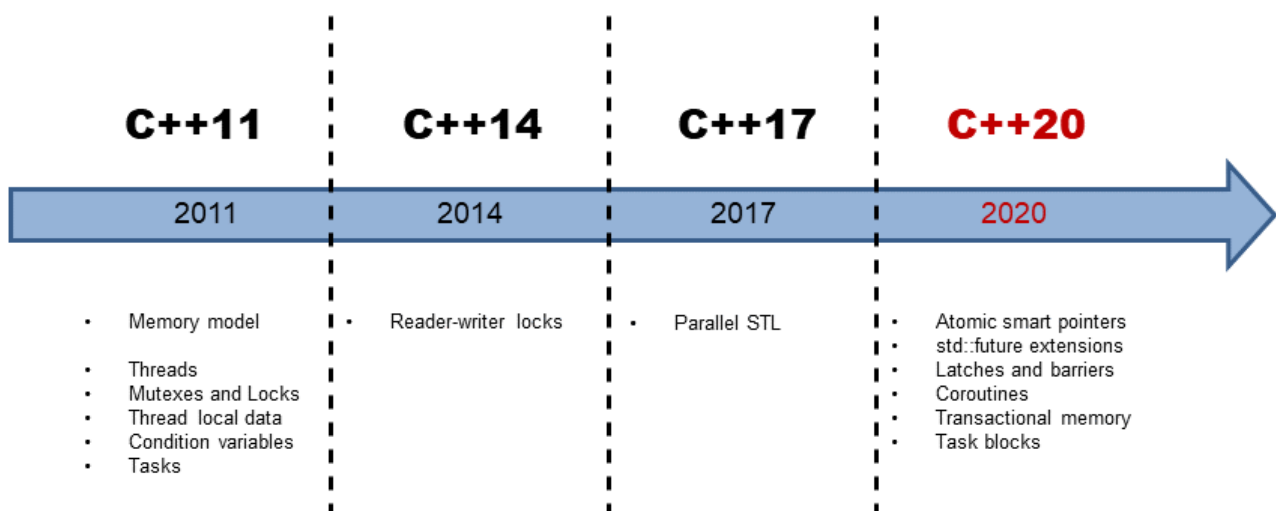 C++11
C++14
C++17
C++20
2011
2014
2017
2020
• Memory model
• Threads
• Mutexes and Locks
• Thread local data
• Condition variables
• Tasks
• Reader-writer locks
• Parallel STL
• Atomic smart pointers
• std::future extensions
• Latches and barriers
• Coroutines
• Transactional memory
• Task blocks